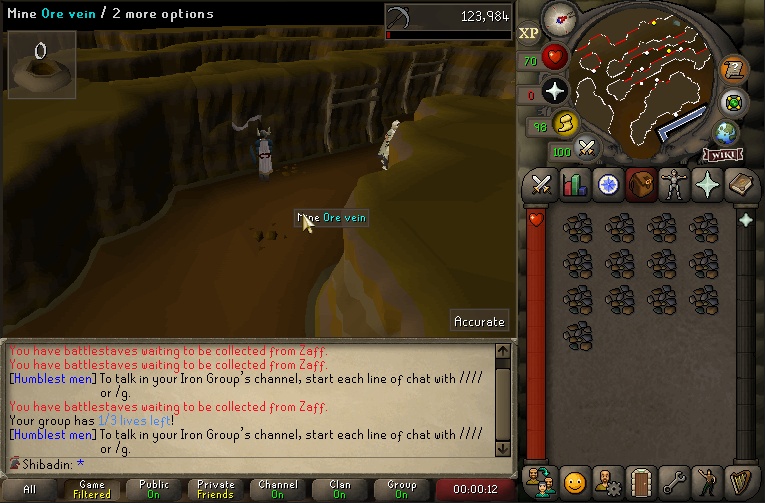 Mine Ore vein / 2 more options
123,984
0
XP
70
0
98
100
WIKI
Mine Ore vein
Accurate
You have battlestaves waiting to be collected from Zaff.
You have battlestaves waiting to be collected from Zaff.
[Humblest men] To talk in your Iron Group's channel, start each line of chat with ////
or /g.
You have battlestaves waiting to be collected from Zaff.
Your group has 1/3 lives left!
[Humblest men] To talk in your Iron Group's channel, start each line of chat with ////
or /g.
Shibadin: *
All
Game
Filtered
Public
On
Private
Friends
Channel
On
Clan
On
Group
On
00:00:12